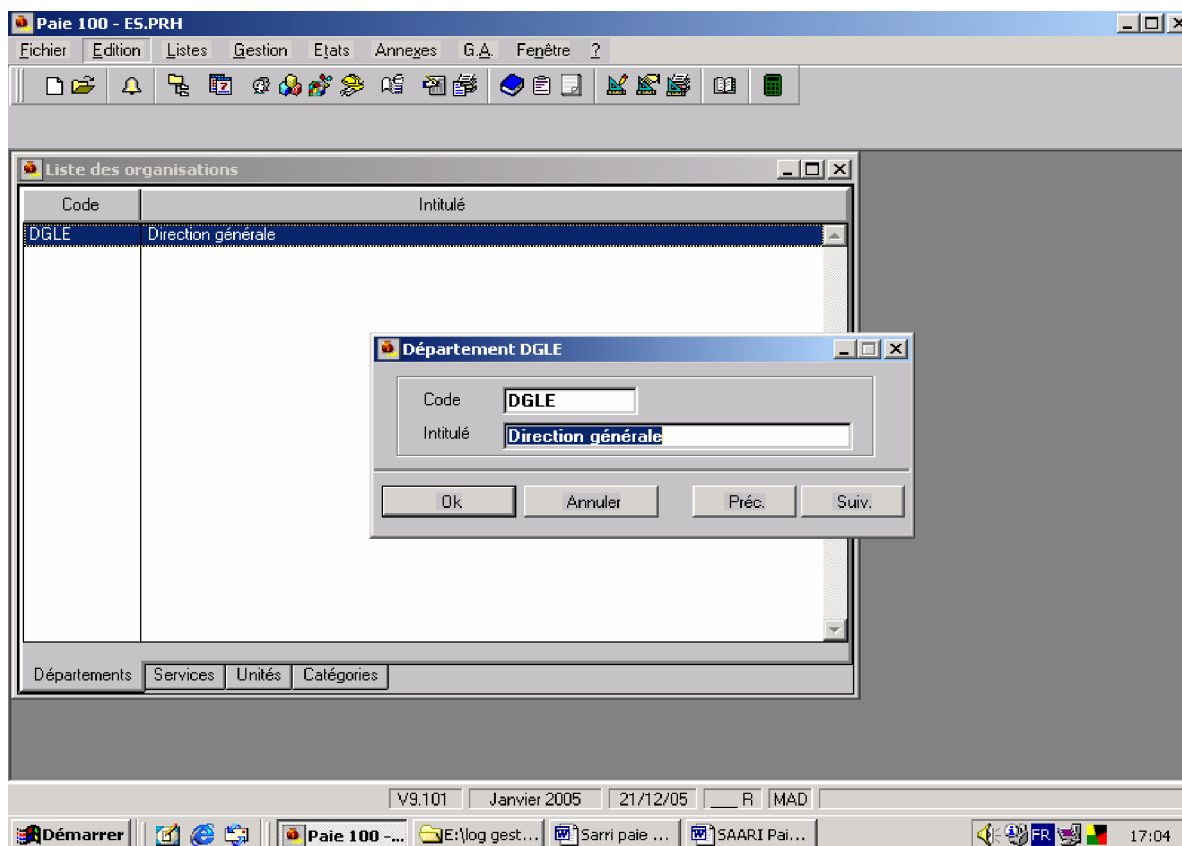 Paie 100 - ES.PRH
Fichier Edition Listes Gestion Etats Annexes G.A. Fenêtre ?
Liste des organisations
Code Intitulé
DGLE Direction générale
Département DGLE
Code DGLE
Intitulé Direction générale
Ok Annuler Préc. Suiv.
Départements Services Unités Catégories
V9.101 Janvier 2005 21/12/05 ___ R MAD
Démarrer Paie 100 -... E:\log gest... Sarri paie ... SAARI Pai... FR 17:04